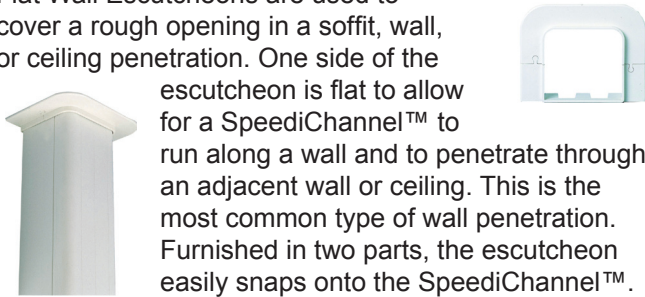 Flat Wall Escutcheons are used to
cover a rough opening in a soffit, wall,
or ceiling penetration. One side of the
escutcheon is flat to allow
for a SpeediChannel™ to
run along a wall and to penetrate through
an adjacent wall or ceiling. This is the
most common type of wall penetration.
Furnished in two parts, the escutcheon
easily snaps onto the SpeediChannel™.